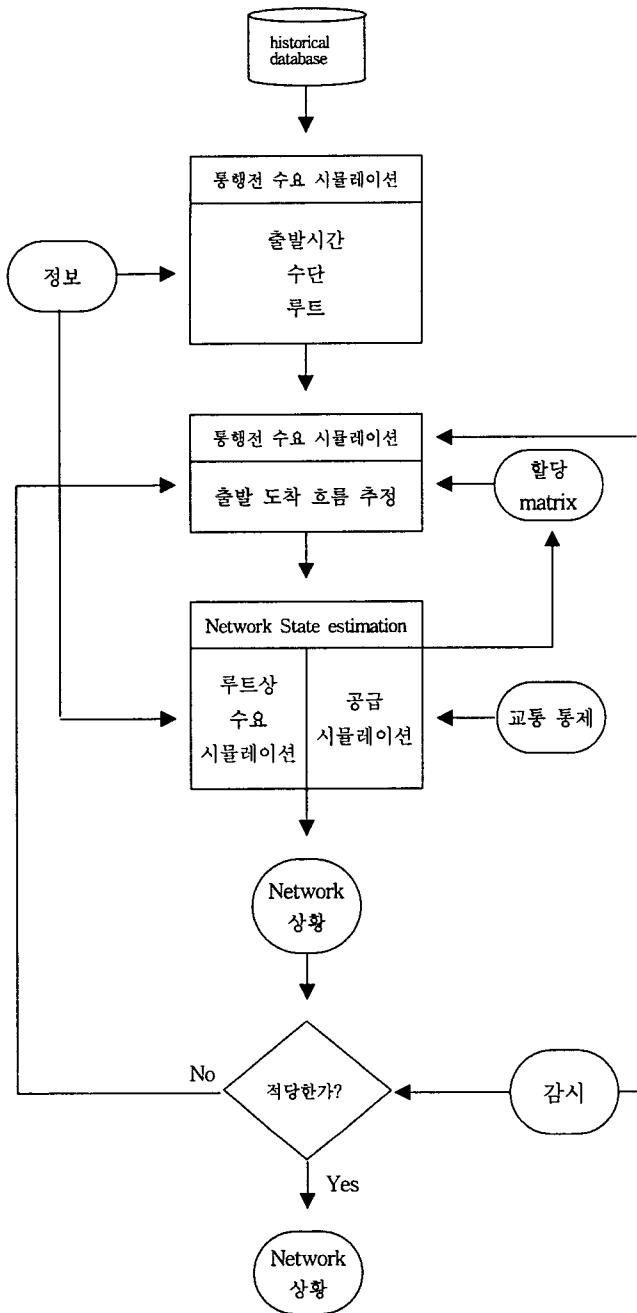 historical
database
통행전 수요 시뮬레이션
출발시간
수단
루트
정보
통행전 수요 시뮬레이션
출발 도착 흐름 추정
할당
matrix
Network State estimation
루트상
수요
시뮬레이션
공급
시뮬레이션
교통 통제
Network
상황
No
적당한가?
감시
Yes
Network
상황